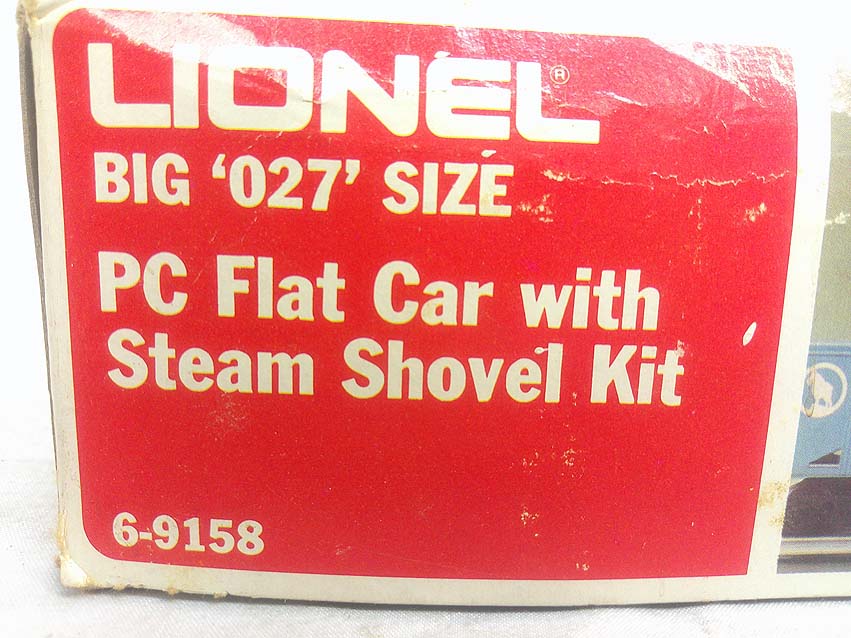 LIONEL®
BIG ‘027’ SIZE
PC Flat Car with
Steam Shovel Kit
6-9158